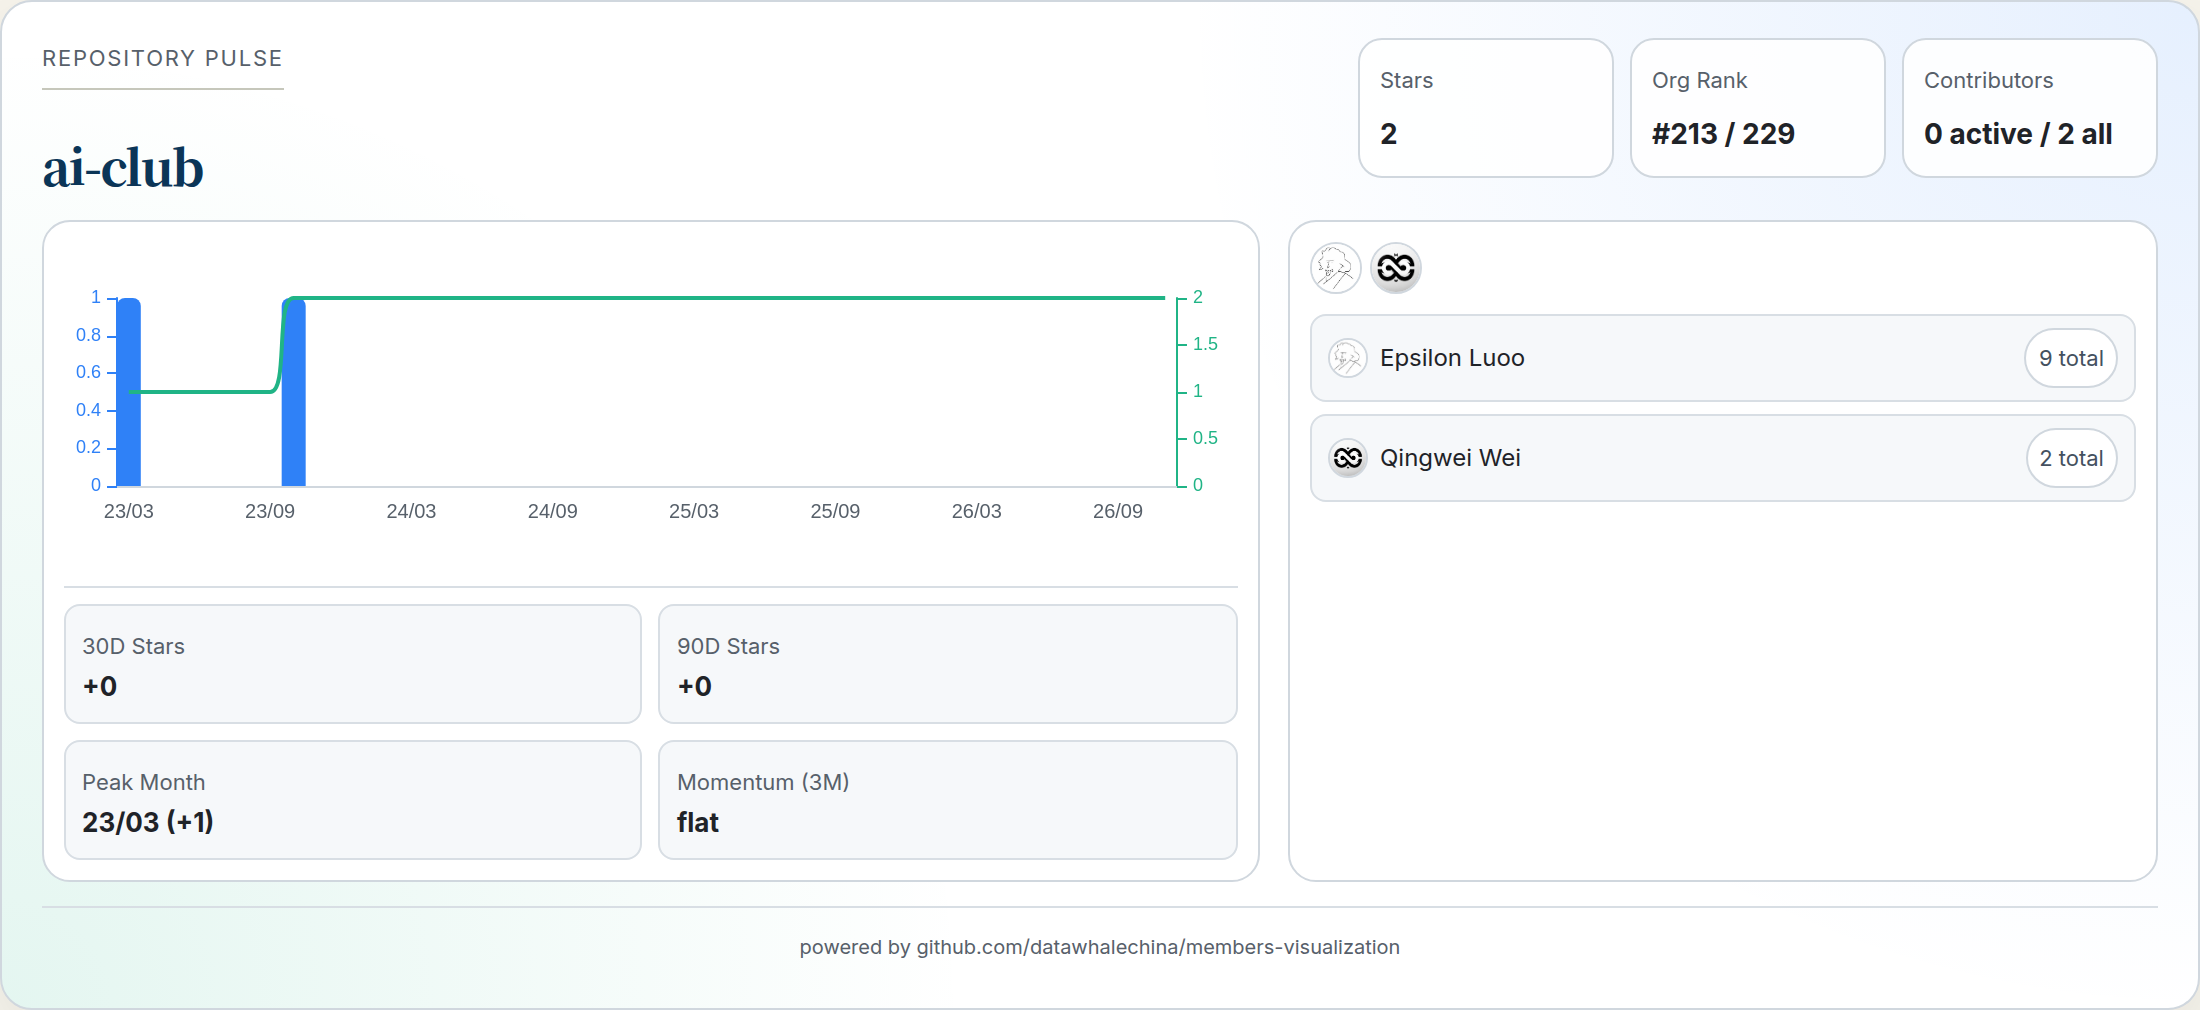 REPOSITORY PULSE
ai-club
Stars
2
Org Rank
#213 / 229
Contributors
0 active / 2 all
1
0.8
0.6
0.4
0.2
0
2
1.5
1
0.5
0
23/03
23/09
24/03
24/09
25/03
25/09
26/03
26/09
30D Stars
+0
90D Stars
+0
Peak Month
23/03 (+1)
Momentum (3M)
flat
Epsilon Luoo
9 total
Qingwei Wei
2 total
powered by github.com/datawhalechina/members-visualization